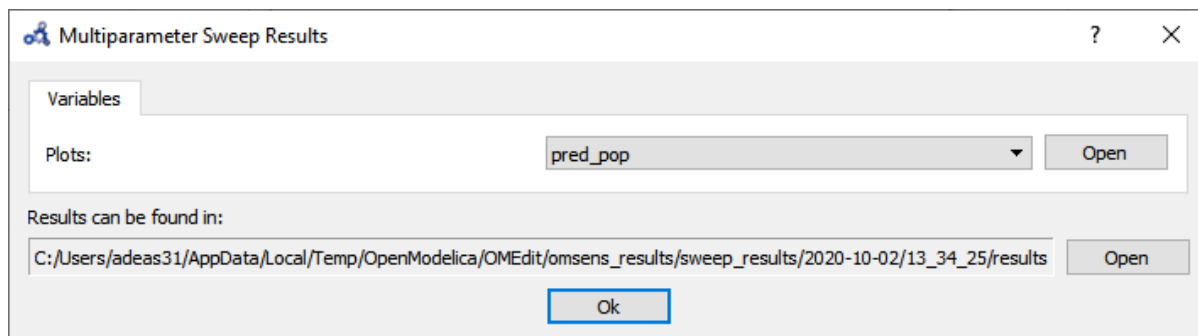 Multiparameter Sweep Results ?
Variables
Plots: pred_pop Open
Results can be found in:
C:/Users/adeas31/AppData/Local/Temp/OpenModelica/OMEdit/omsens_results/sweep_results/2020-10-02/13_34_25/results Open
Ok